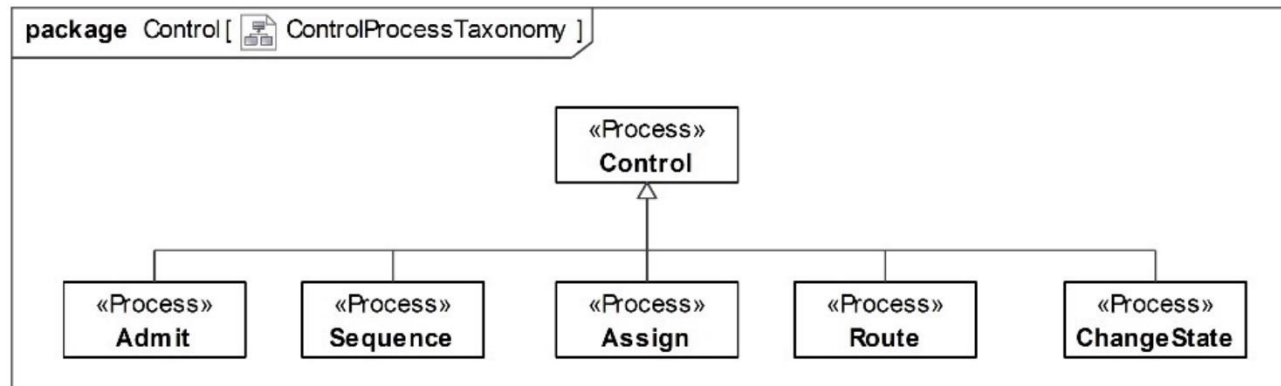 package Control [ ControlProcessTaxonomy ]
«Process»
Control
«Process»
Admit
«Process»
Sequence
«Process»
Assign
«Process»
Route
«Process»
ChangeState